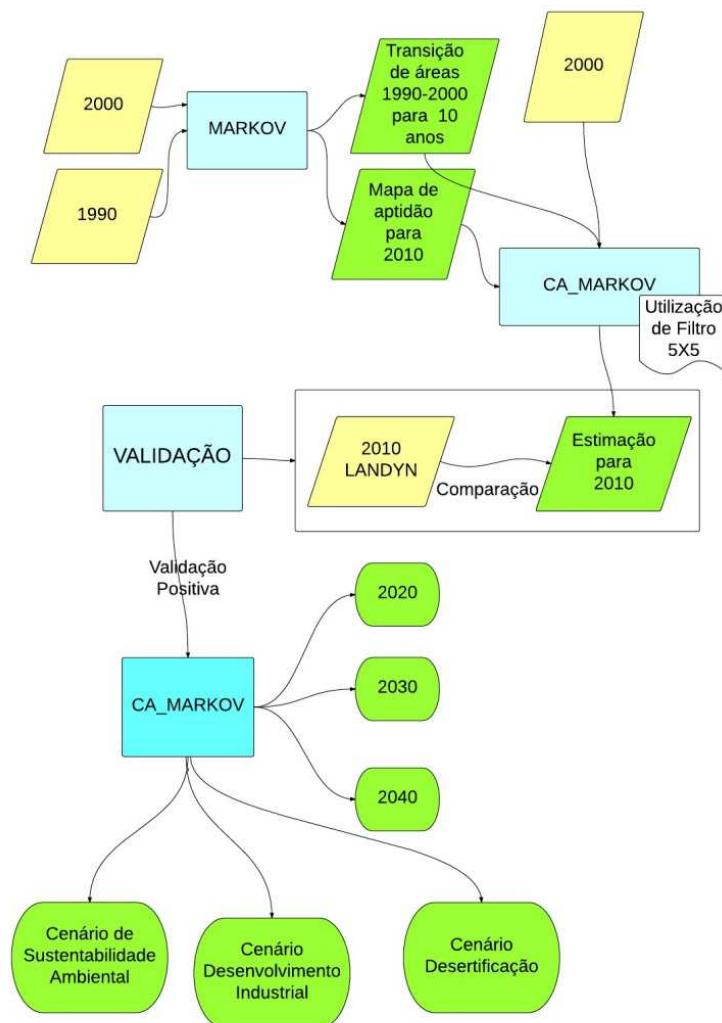 2000
MARKOV
1990
Transição
de áreas
1990-2000
para 10
anos
Mapa de
aptidão
para
2010
2000
CA_MARKOV
Utilização
de Filtro
5X5
VALIDAÇÃO
2010
LANDYN
Comparação
Estimação
para
2010
Validação
Positiva
CA_MARKOV
2020
2030
2040
Cenário de
Sustentabilidade
Ambiental
Cenário
Desenvolvimento
Industrial
Cenário
Desertificação